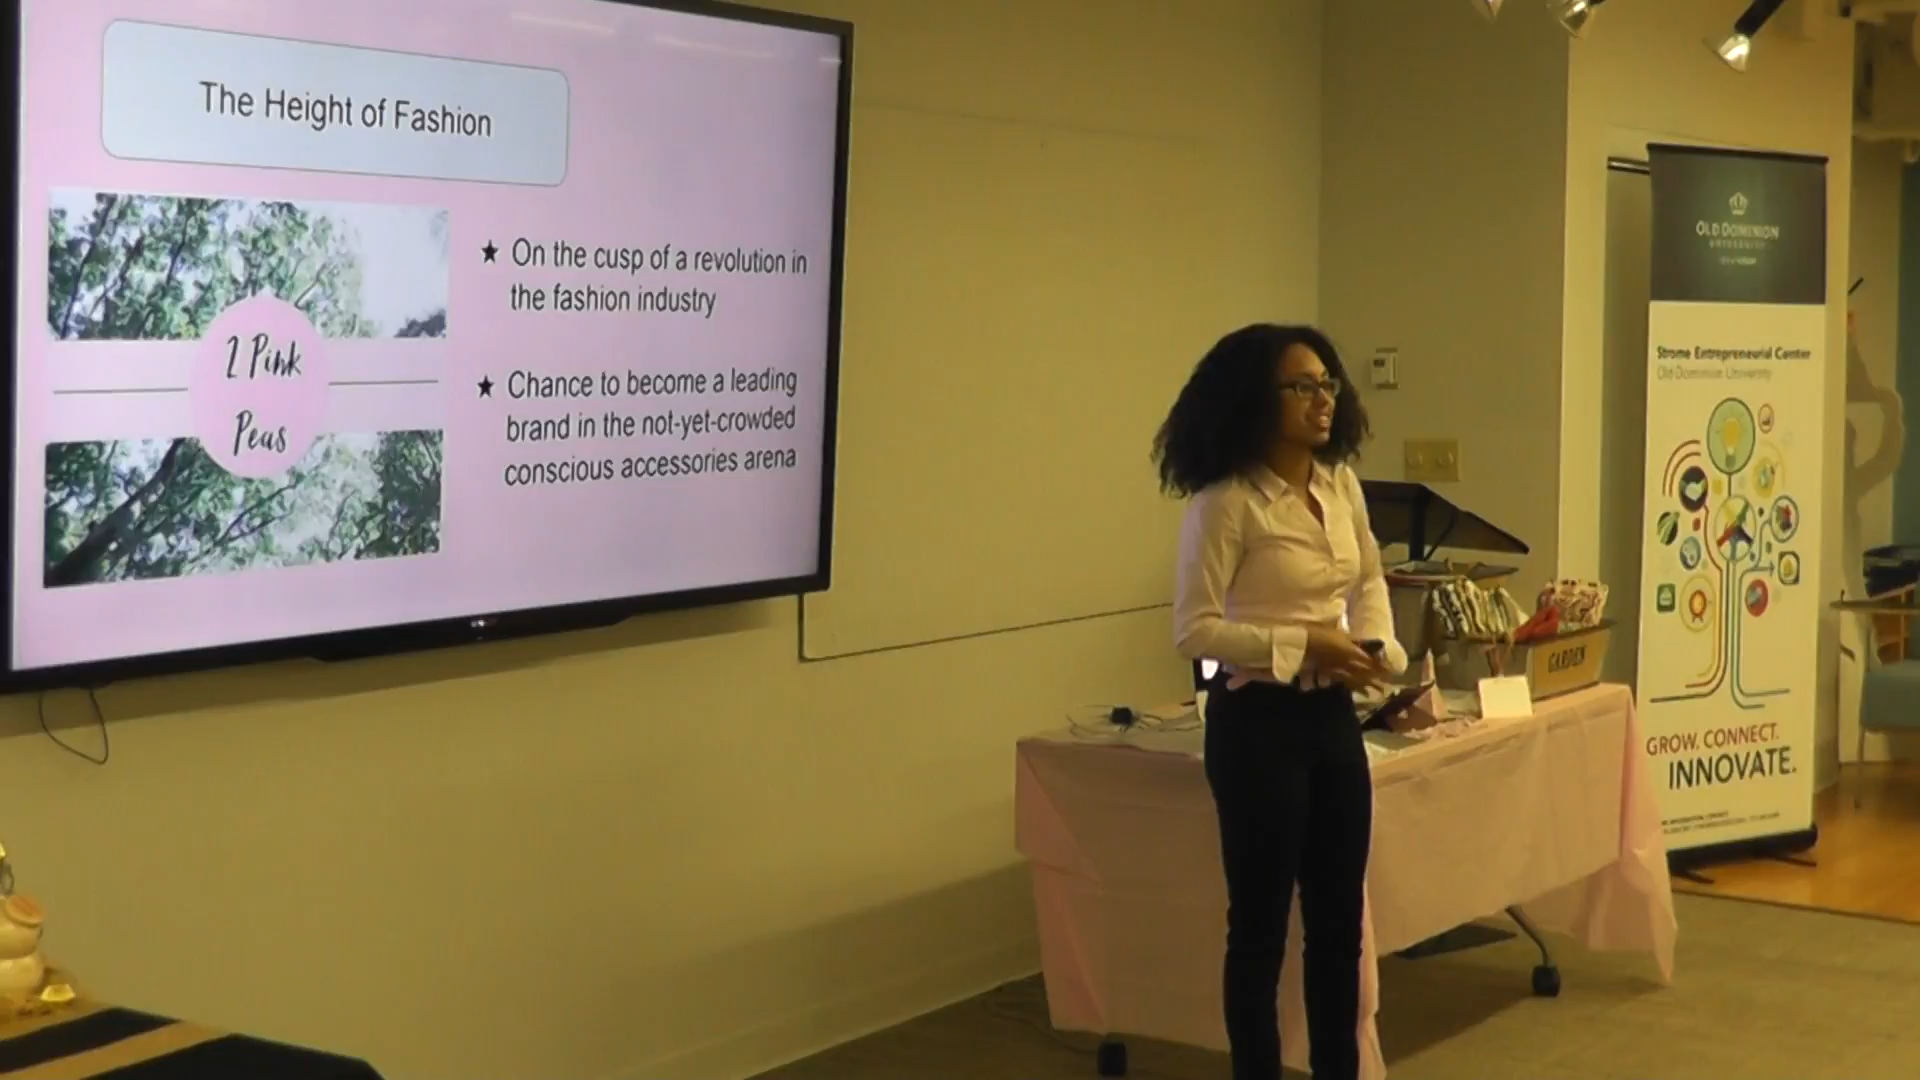 The Height of Fashion
2 Pink
Peas
★ On the cusp of a revolution in
the fashion industry
★ Chance to become a leading
brand in the not-yet-crowded
conscious accessories arena
OLD DOMINION
UNIVERSITY
Strome Entrepreneurial Center
Old Dominion University
GARDEN
GROW. CONNECT.
INNOVATE.